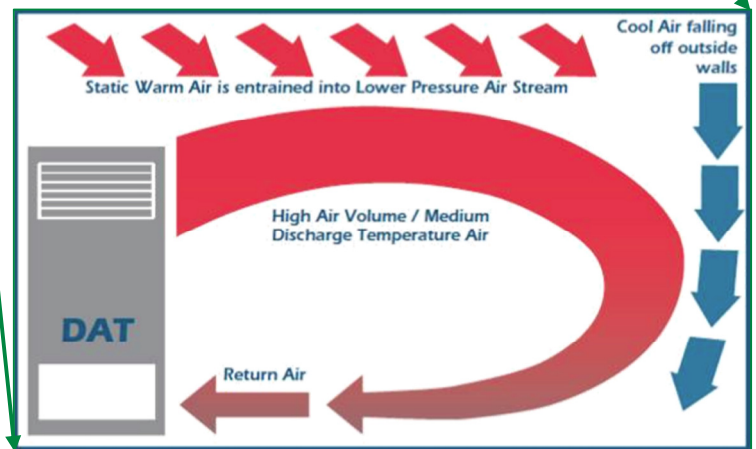 Cool Air falling
off outside
walls
Static Warm Air is entrained into Lower Pressure Air Stream
High Air Volume / Medium
Discharge Temperature Air
DAT
Return Air